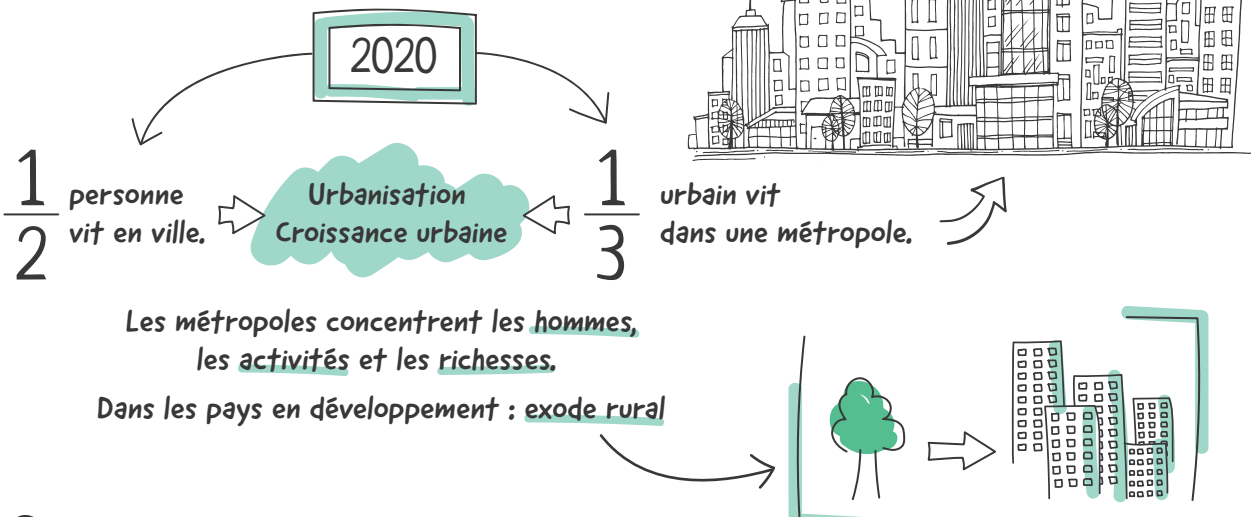 2020
1
2
personne
vit en ville.
Urbanisation
Croissance urbaine
1
3
urbain vit
dans une métropole.
Les métropoles concentrent les hommes,
les activités et les richesses.
Dans les pays en développement : exode rural